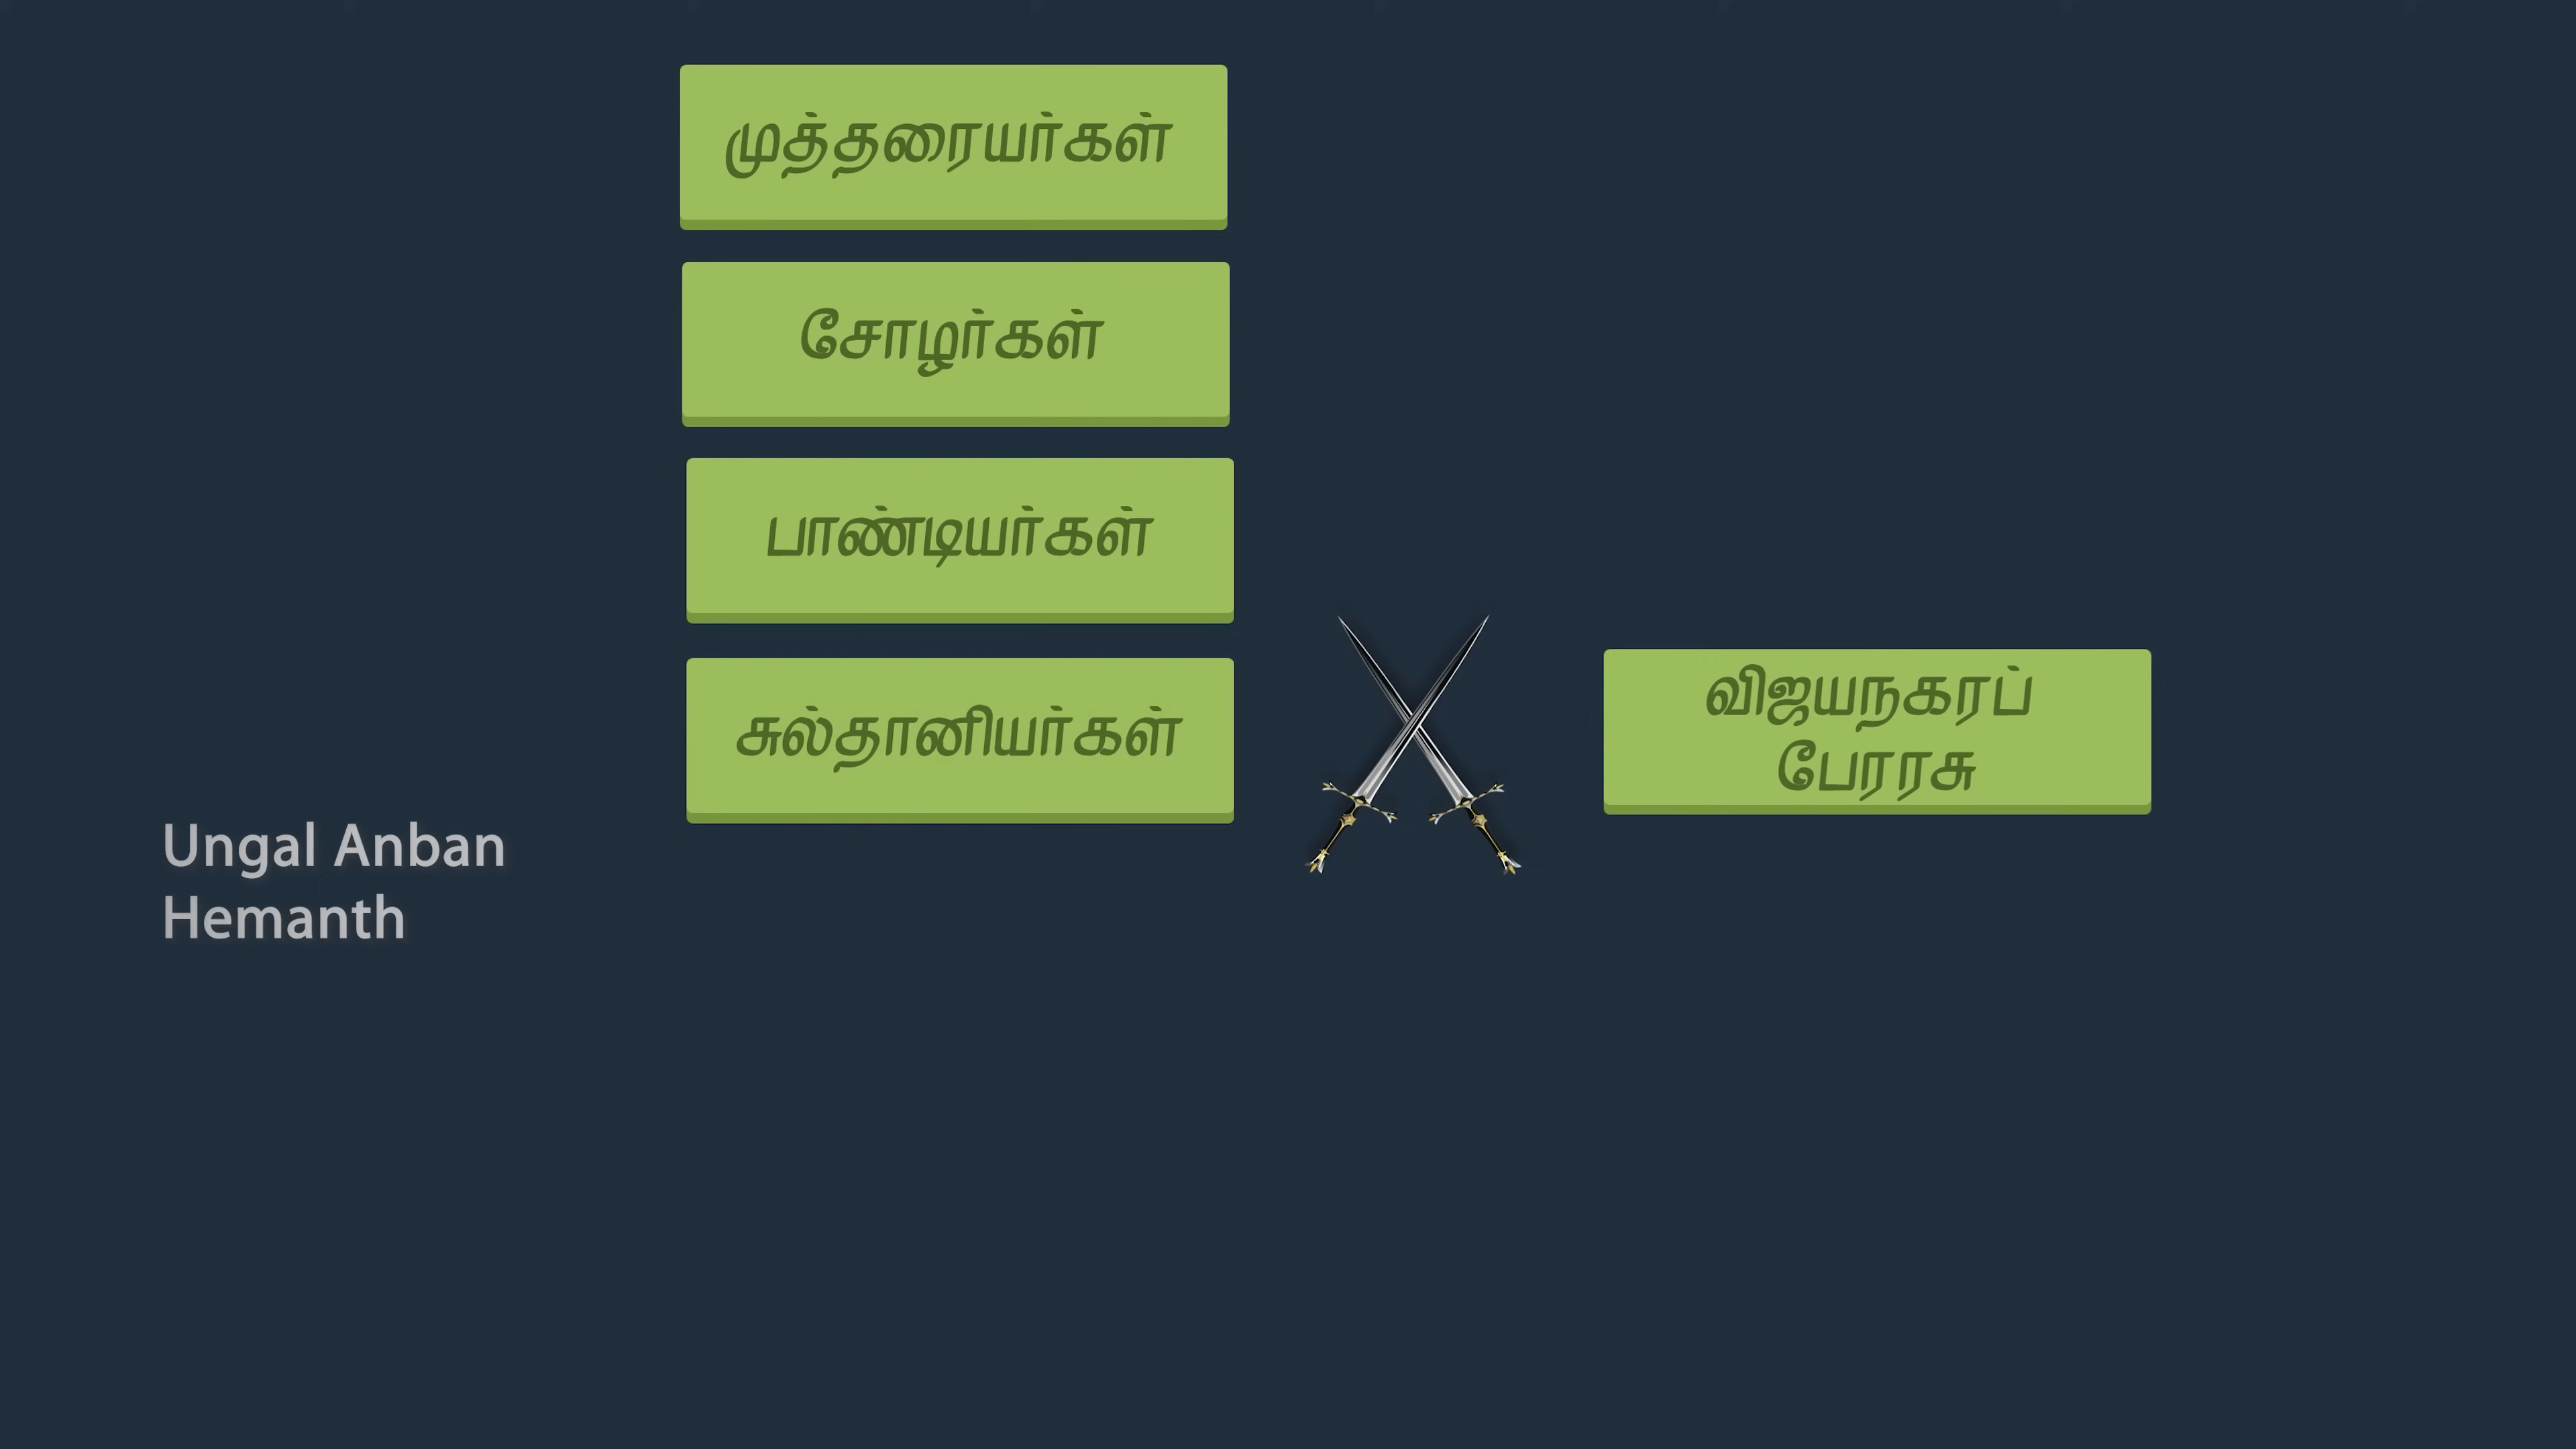 முத்தரையர்கள்
சோழர்கள்
பாண்டியர்கள்
சுல்தானியர்கள்
விஜயநகரப்
பேரரசு
Ungal Anban
Hemanth